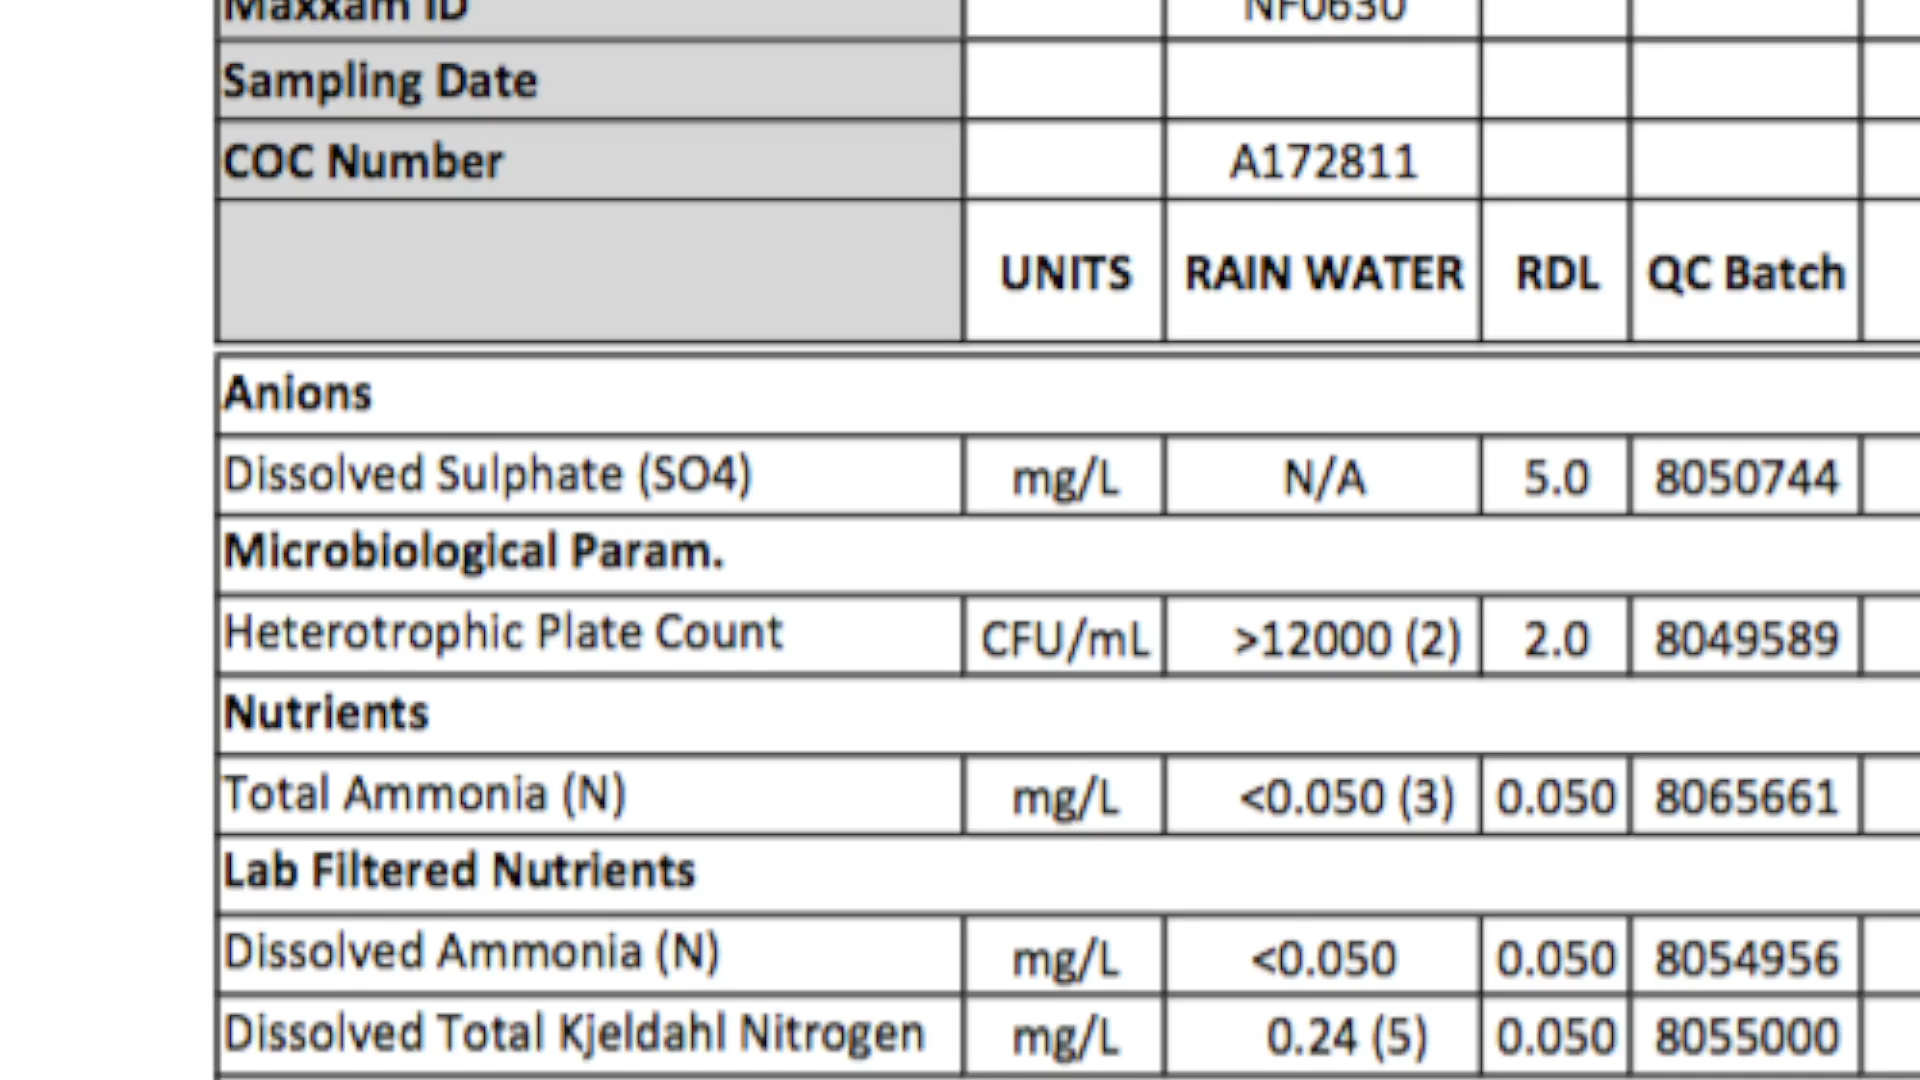 Maxxam ID NF0630
Sampling Date
COC Number A172811
UNITS RAIN WATER RDL QC Batch
Anions
Dissolved Sulphate (SO4) mg/L N/A 5.0 8050744
Microbiological Param.
Heterotrophic Plate Count CFU/mL >12000 (2) 2.0 8049589
Nutrients
Total Ammonia (N) mg/L <0.050 (3) 0.050 8065661
Lab Filtered Nutrients
Dissolved Ammonia (N) mg/L <0.050 0.050 8054956
Dissolved Total Kjeldahl Nitrogen mg/L 0.24 (5) 0.050 8055000